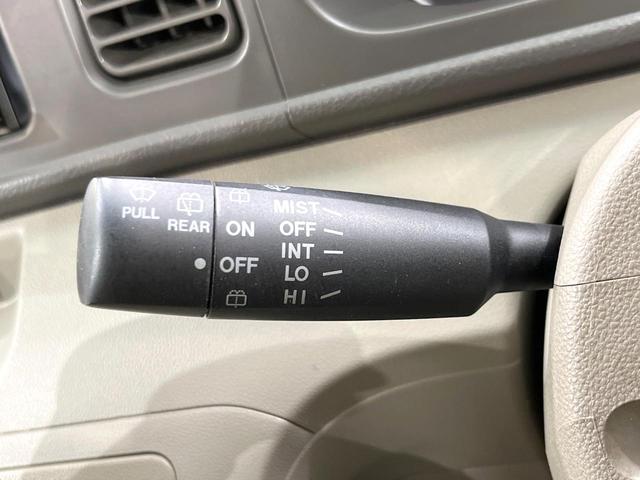 PULL
REAR
ON
OFF
MIST
OFF
INT
LO
HI